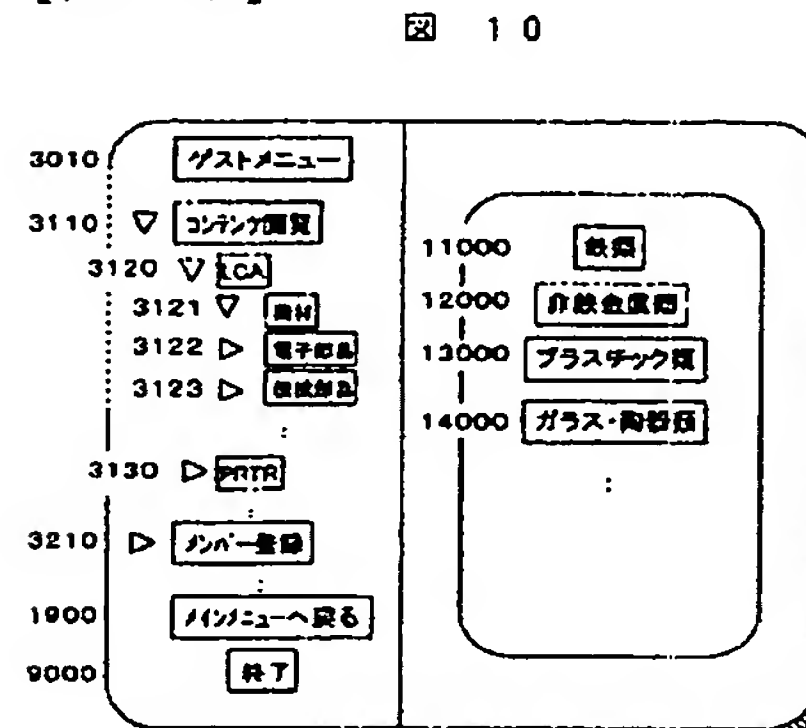 図 10
3010 ゲストメニュー
3110 ▽ コンテンツ閲覧
3120 ▽ LCA
3121 ▽ 素材
3122 ▷ 電子部品
3123 ▷ 機械部品
:
3130 ▷ PRTR
:
3210 ▷ メンバー登録
:
1900 メインメニューへ戻る
9000 終了
11000 鉄類
12000 非鉄金属類
13000 プラスチック類
14000 ガラス・陶器類
: